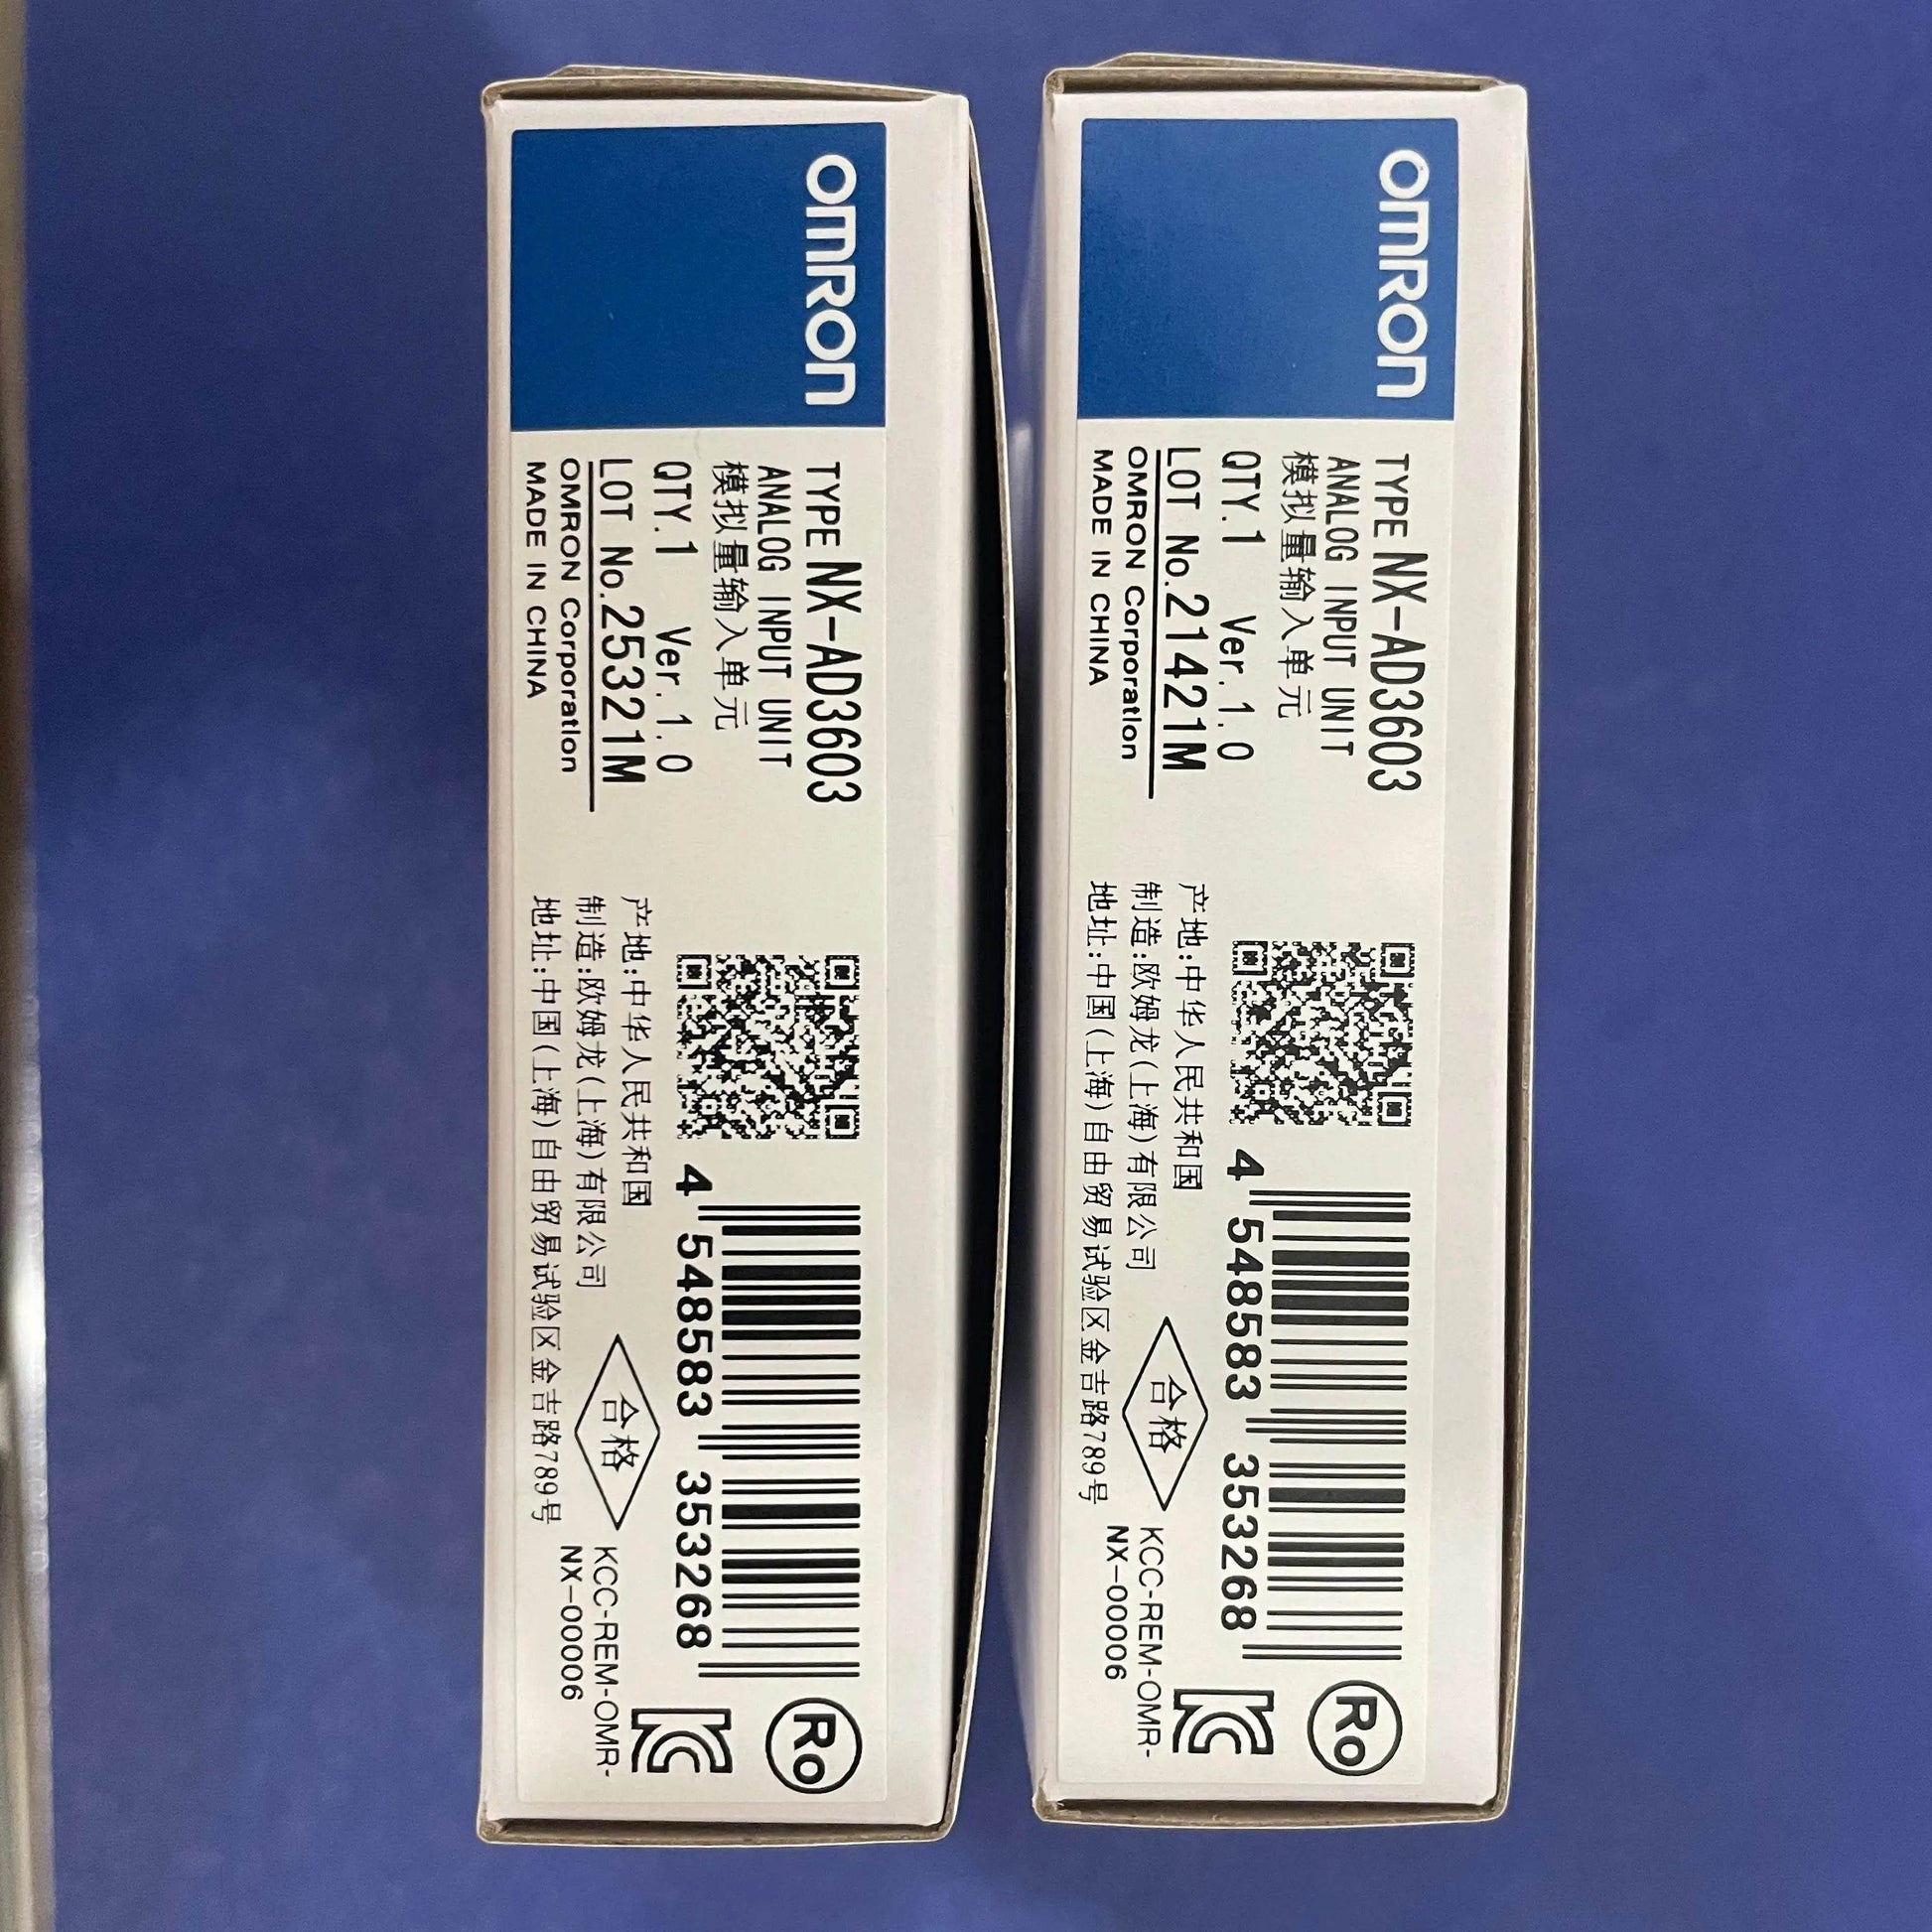 OMRON
TYPE NX-AD3603
ANALOG INPUT UNIT
模拟量输入单元
QTY.1 Ver.1.0
LOT No.25321M
OMRON Corporation
MADE IN CHINA
4 548583 353268
产地:中华人民共和国
制造:欧姆龙(上海)有限公司
地址:中国(上海)自由贸易试验区金吉路789号
合格
KCC-REM-OMR-
NX-00006
Ro
OMRON
TYPE NX-AD3603
ANALOG INPUT UNIT
模拟量输入单元
QTY.1 Ver.1.0
LOT No.21421M
OMRON Corporation
MADE IN CHINA
4 548583 353268
产地:中华人民共和国
制造:欧姆龙(上海)有限公司
地址:中国(上海)自由贸易试验区金吉路789号
合格
KCC-REM-OMR-
NX-00006
Ro